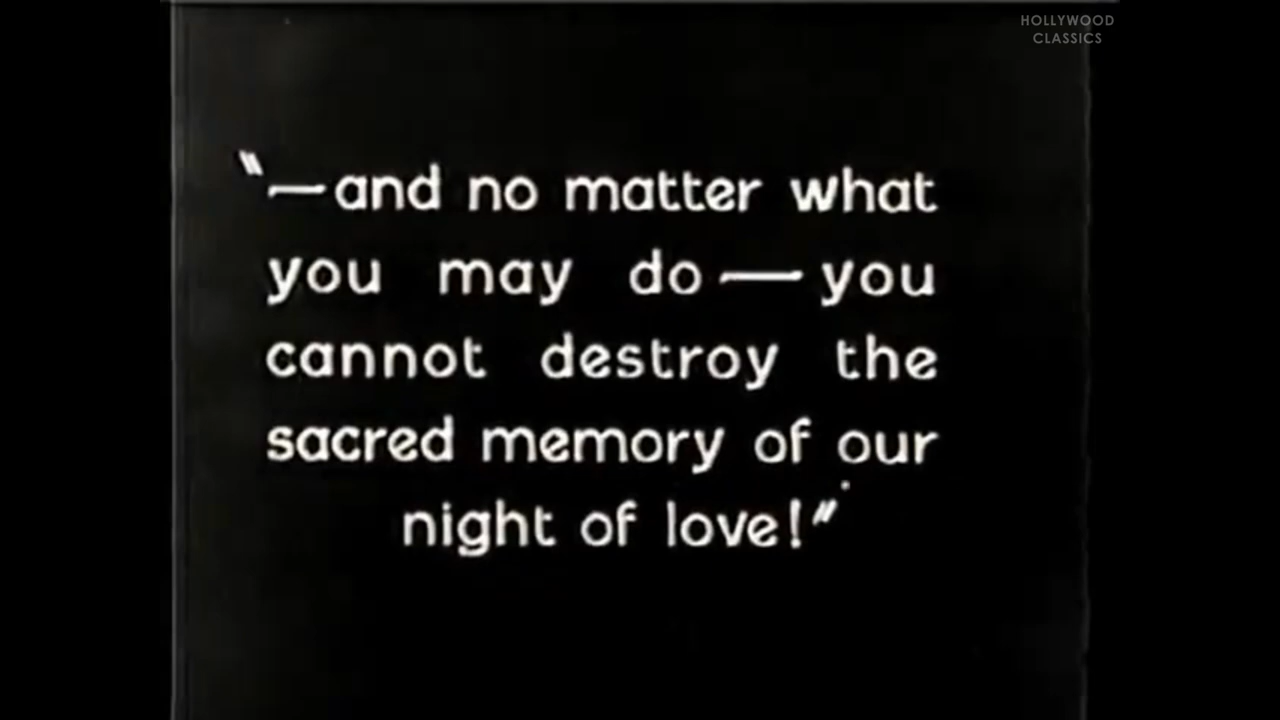 HOLLYWOOD
CLASSICS
"—and no matter what
you may do — you
cannot destroy the
sacred memory of our
night of love!"